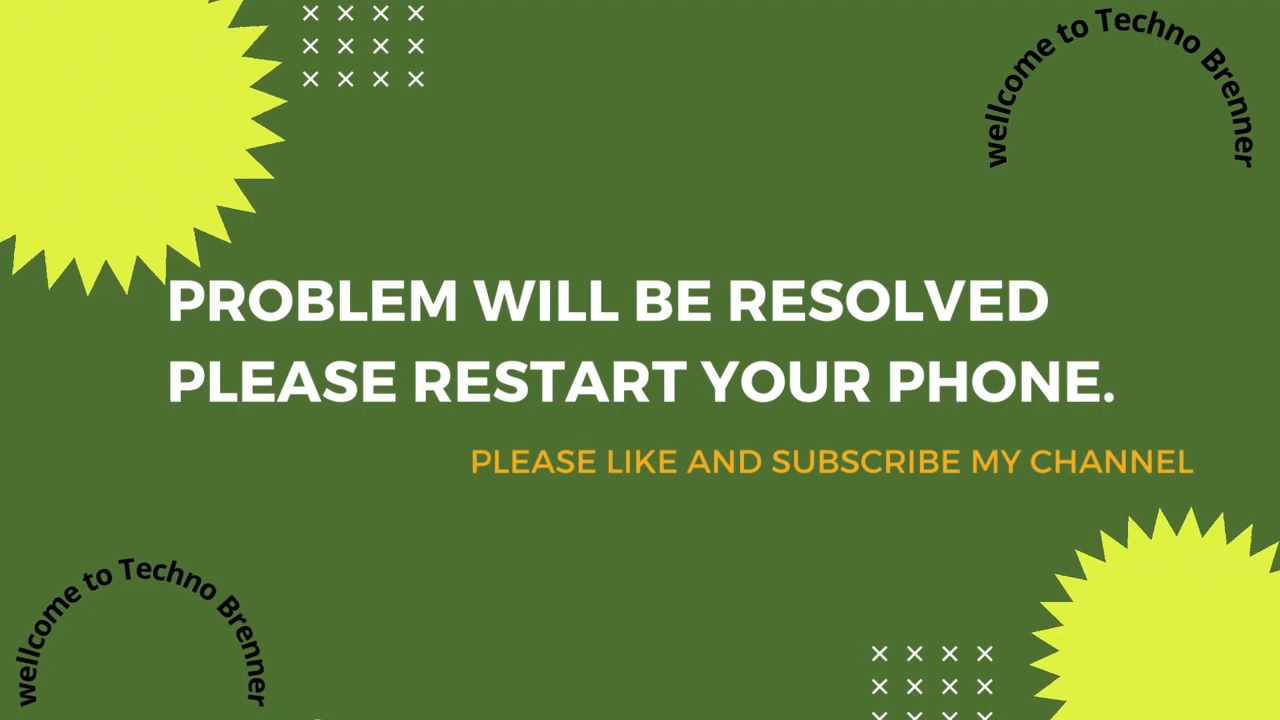 wellcome to Techno Brenner
PROBLEM WILL BE RESOLVED
PLEASE RESTART YOUR PHONE.
PLEASE LIKE AND SUBSCRIBE MY CHANNEL
wellcome to Techno Brenner